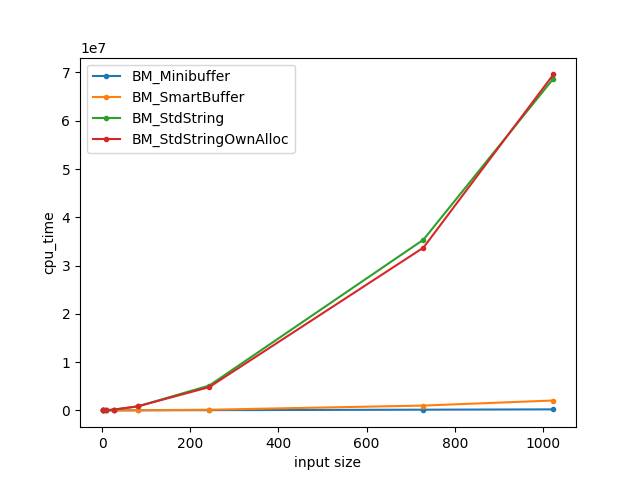 1e7
BM_Minibuffer
BM_SmartBuffer
BM_StdString
BM_StdStringOwnAlloc
7
6
5
4
3
2
1
0
cpu_time
0 200 400 600 800 1000
input size